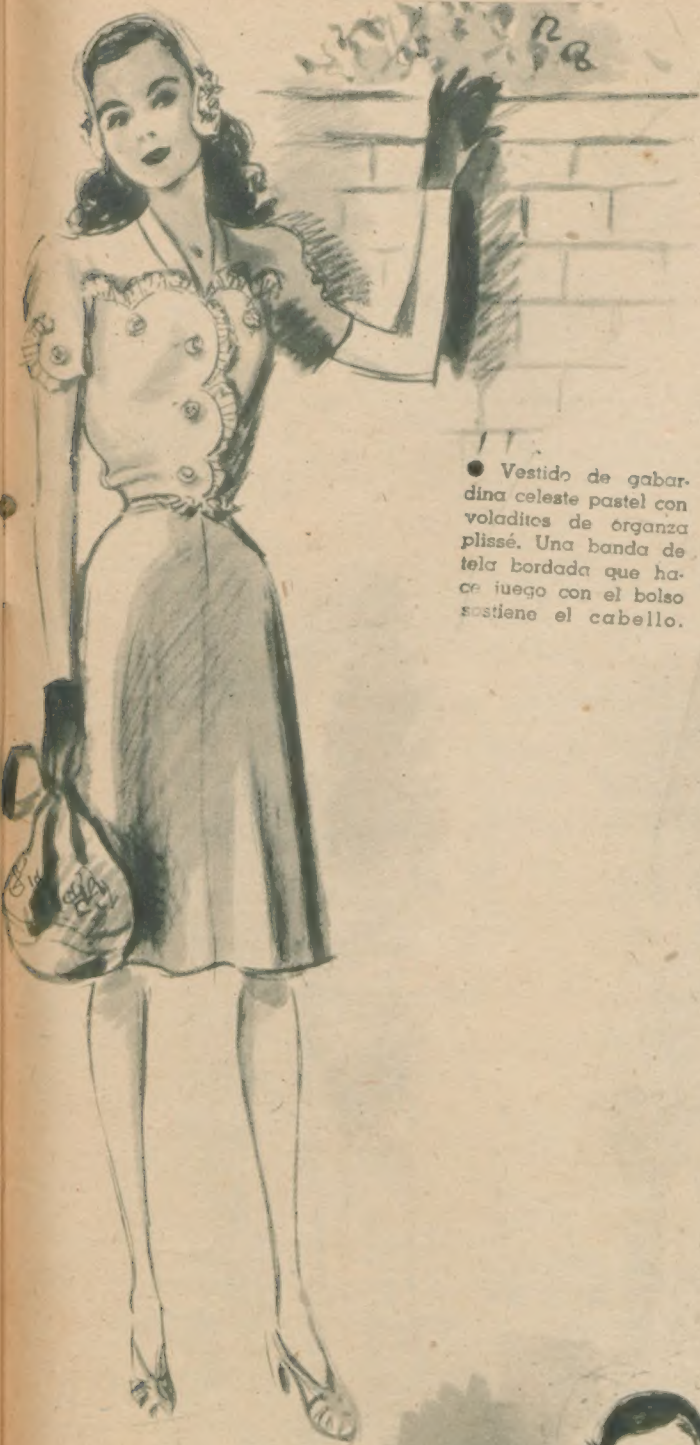 ● Vestido de gabar-
dina celeste pastel con
voladitos de órganza
plissé. Una banda de
tela bordada que ha-
ce juego con el bolso
sostiene el cabello.